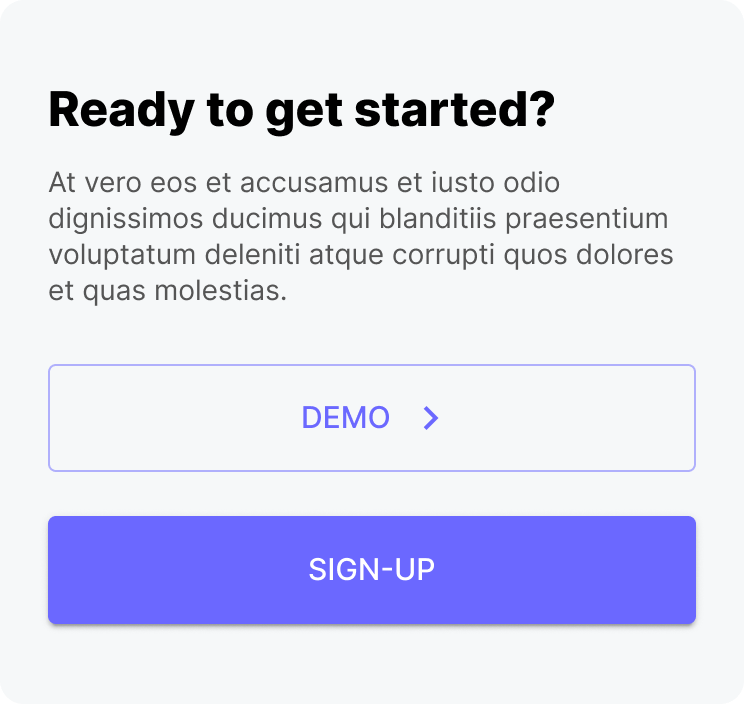 Ready to get started?
At vero eos et accusamus et iusto odio
dignissimos ducimus qui blanditiis praesentium
voluptatum deleniti atque corrupti quos dolores
et quas molestias.
DEMO
SIGN-UP